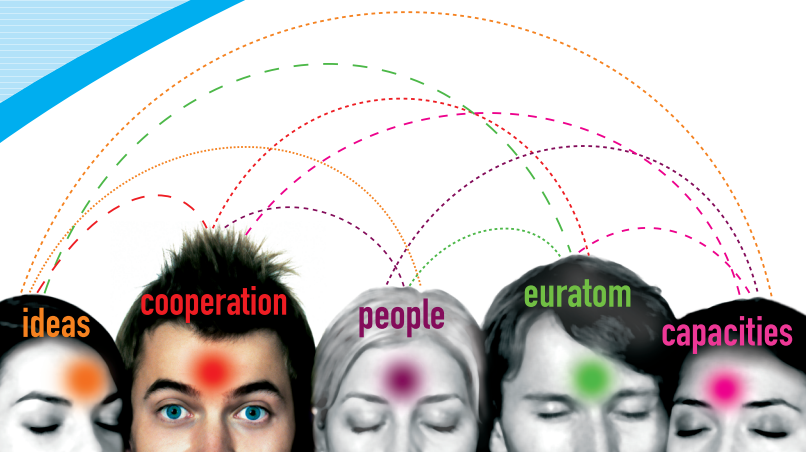 ideas
cooperation
people
euratom
capacities